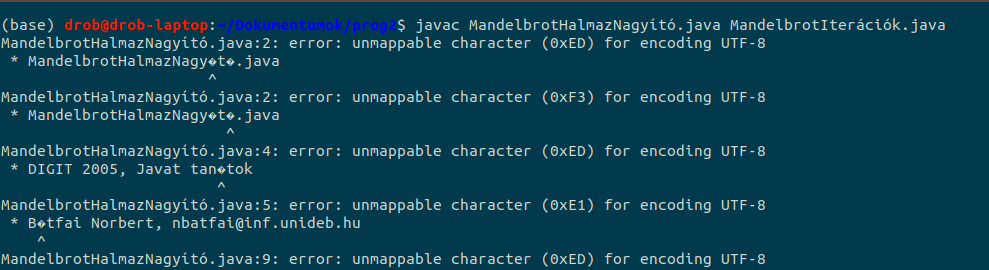 (base) drob@drob-laptop:~/Dokumentumok/prog2$ javac MandelbrotHalmazNagyító.java MandelbrotIterációk.java
MandelbrotHalmazNagyító.java:2: error: unmappable character (0xED) for encoding UTF-8
 * MandelbrotHalmazNagy�t�.java
                       ^
MandelbrotHalmazNagyító.java:2: error: unmappable character (0xF3) for encoding UTF-8
 * MandelbrotHalmazNagy�t�.java
                         ^
MandelbrotHalmazNagyító.java:4: error: unmappable character (0xED) for encoding UTF-8
 * DIGIT 2005, Javat tan�tok
                        ^
MandelbrotHalmazNagyító.java:5: error: unmappable character (0xE1) for encoding UTF-8
 * B�tfai Norbert, nbatfai@inf.unideb.hu
    ^
MandelbrotHalmazNagyító.java:9: error: unmappable character (0xED) for encoding UTF-8